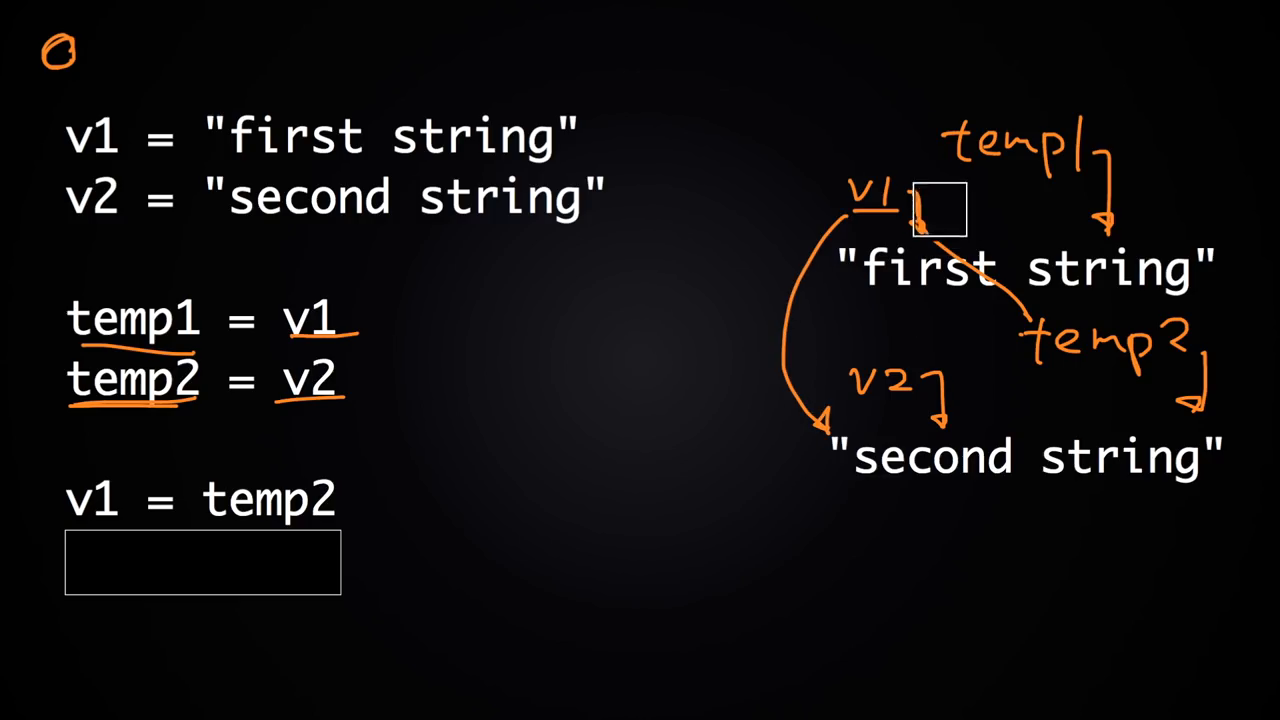 v1 = "first string"
v2 = "second string"
temp1 = v1
temp2 = v2
v1 = temp2
temp1
v1
"first string"
temp2
v2
"second string"